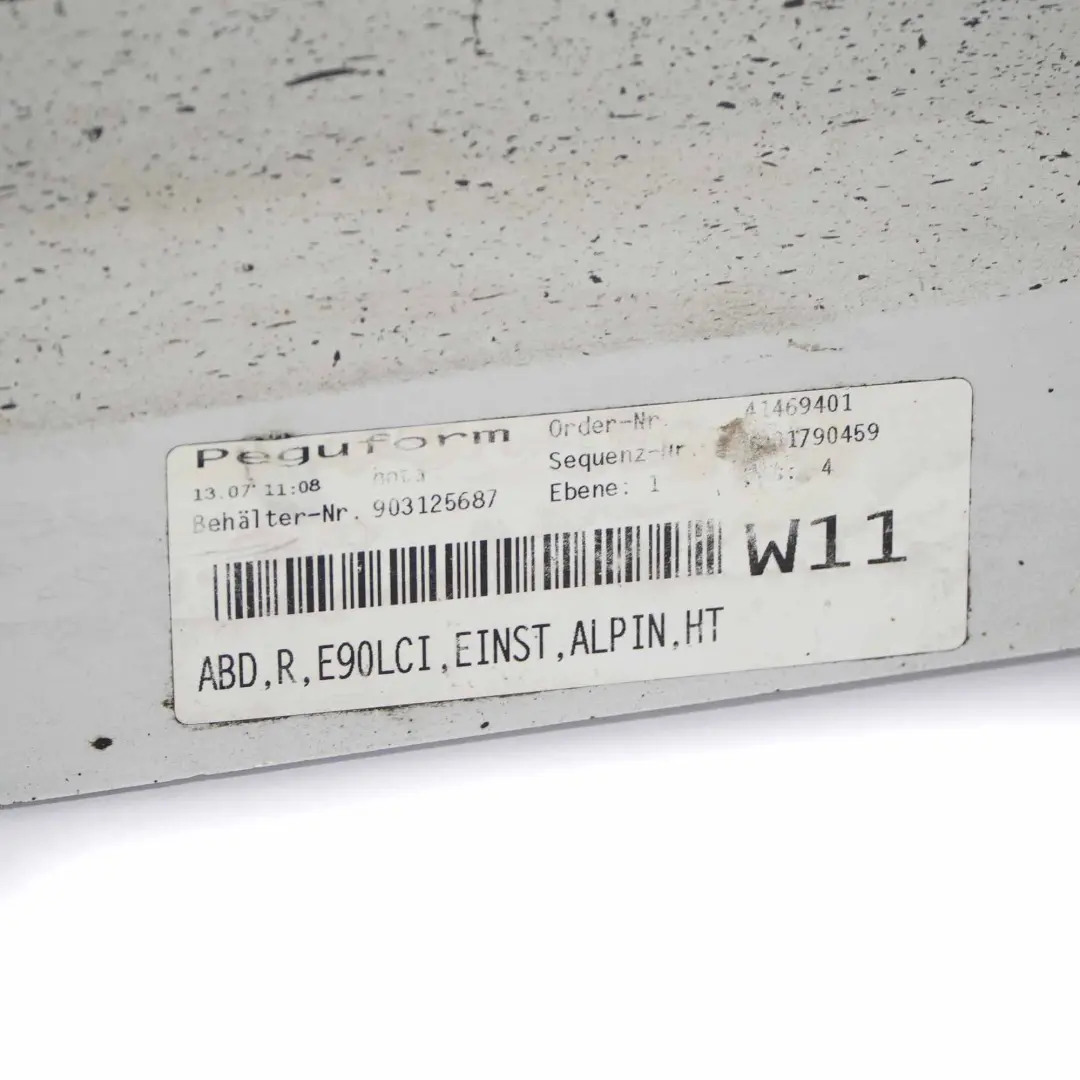 Peguform
13.07 11:08
Behälter-Nr. 903125687
Order-Nr. 41469401
Sequenz-Nr.
Ebene: 1 4
W11
ABD,R,E90LCI,EINST,ALPIN,HT